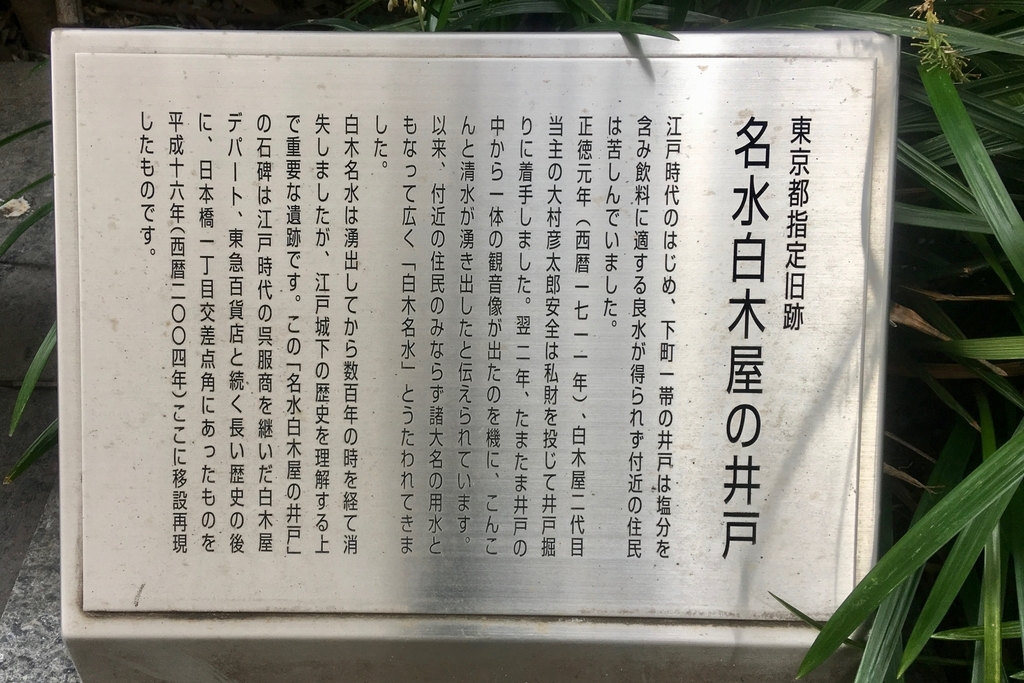 東京都指定旧跡
名水白木屋の井戸
江戸時代のはじめ、下町一帯の井戸は塩分を
含み飲料に適する良水が得られず付近の住民
は苦しんでいました。
正徳元年(西暦一七一一年)、白木屋二代目
当主の大村彦太郎安全は私財を投じて井戸掘
りに着手しました。翌二年、たまたま井戸の
中から一体の観音像が出たのを機に、こんこ
んと清水が湧き出したと伝えられています。
以来、付近の住民のみならず諸大名の用水と
もなって広く「白木名水」とうたわれてきま
した。
白木名水は湧出してから数百年の時を経て消
失しましたが、江戸城下の歴史を理解する上
で重要な遺跡です。この「名水白木屋の井戸」
の石碑は江戸時代の呉服商を継いだ白木屋
デパート、東急百貨店と続く長い歴史の後
に、日本橋一丁目交差点角にあったものを
平成十六年(西暦二〇〇四年)ここに移設再現
したものです。